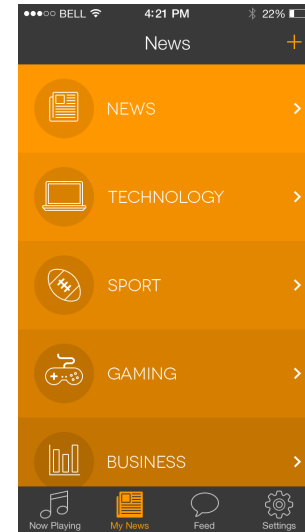 BELL 4:21 PM 22%
News +
NEWS
TECHNOLOGY
SPORT
GAMING
BUSINESS
Now Playing My News Feed Settings